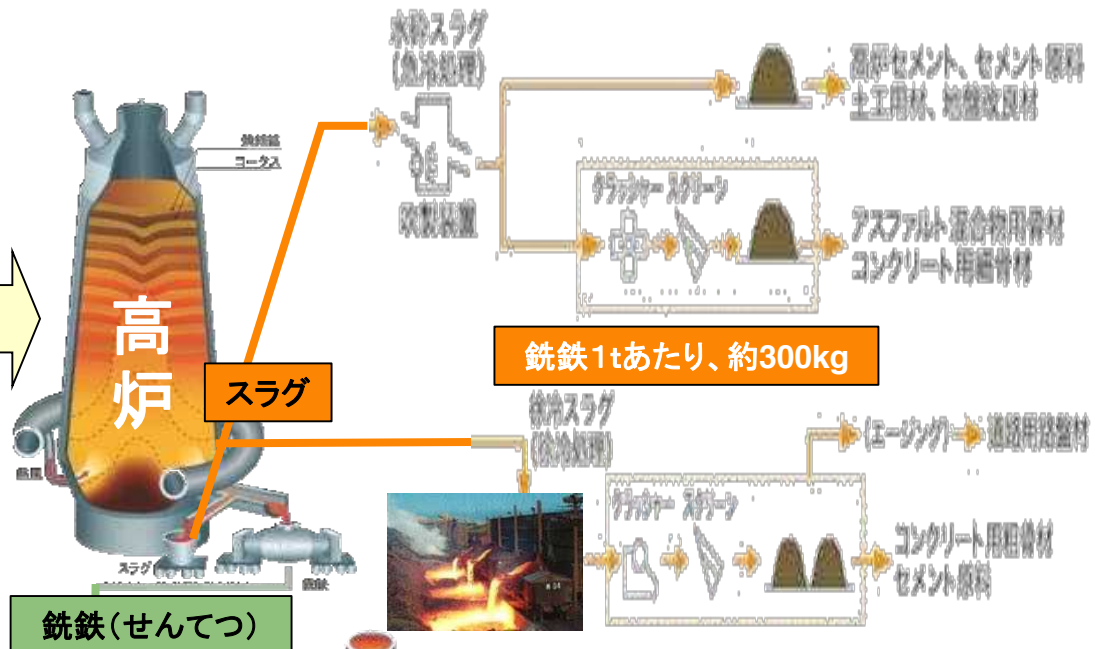 水砕スラグ
(急冷処理)
吹製装置
高炉セメント、セメント原料
土工用材、地盤改良材
クラッシャー スクリーン
アスファルト混合物用骨材
コンクリート用細骨材
焼結鉱
コークス
高炉
スラグ
銑鉄1tあたり、約300kg
徐冷スラグ
(徐冷処理)
(エージング)
道路用路盤材
クラッシャー スクリーン
コンクリート用粗骨材
セメント原料
熱風
スラグ
溶銑
銑鉄(せんてつ)